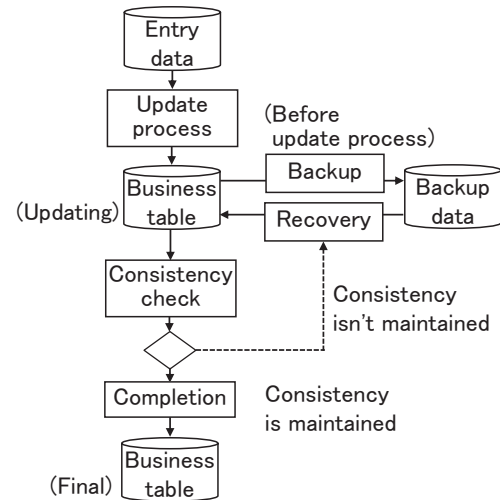 Entry
data
Update
process
(Before
update process)
Backup
Business
table
(Updating)
Backup
data
Recovery
Consistency
check
Consistency
isn't maintained
Completion
Consistency
is maintained
Business
table
(Final)